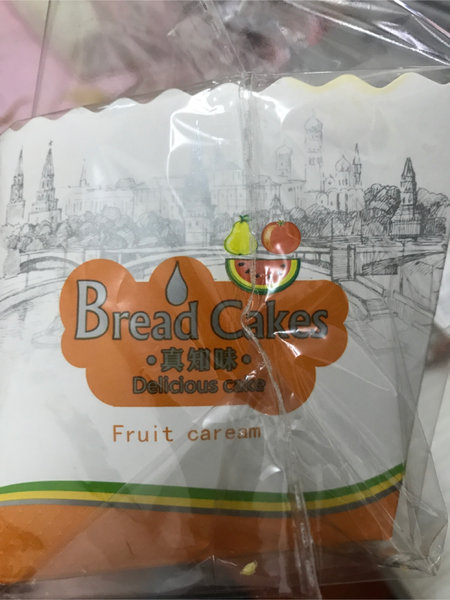 Bread Cakes
·真知味·
Delicious cake
Fruit caream